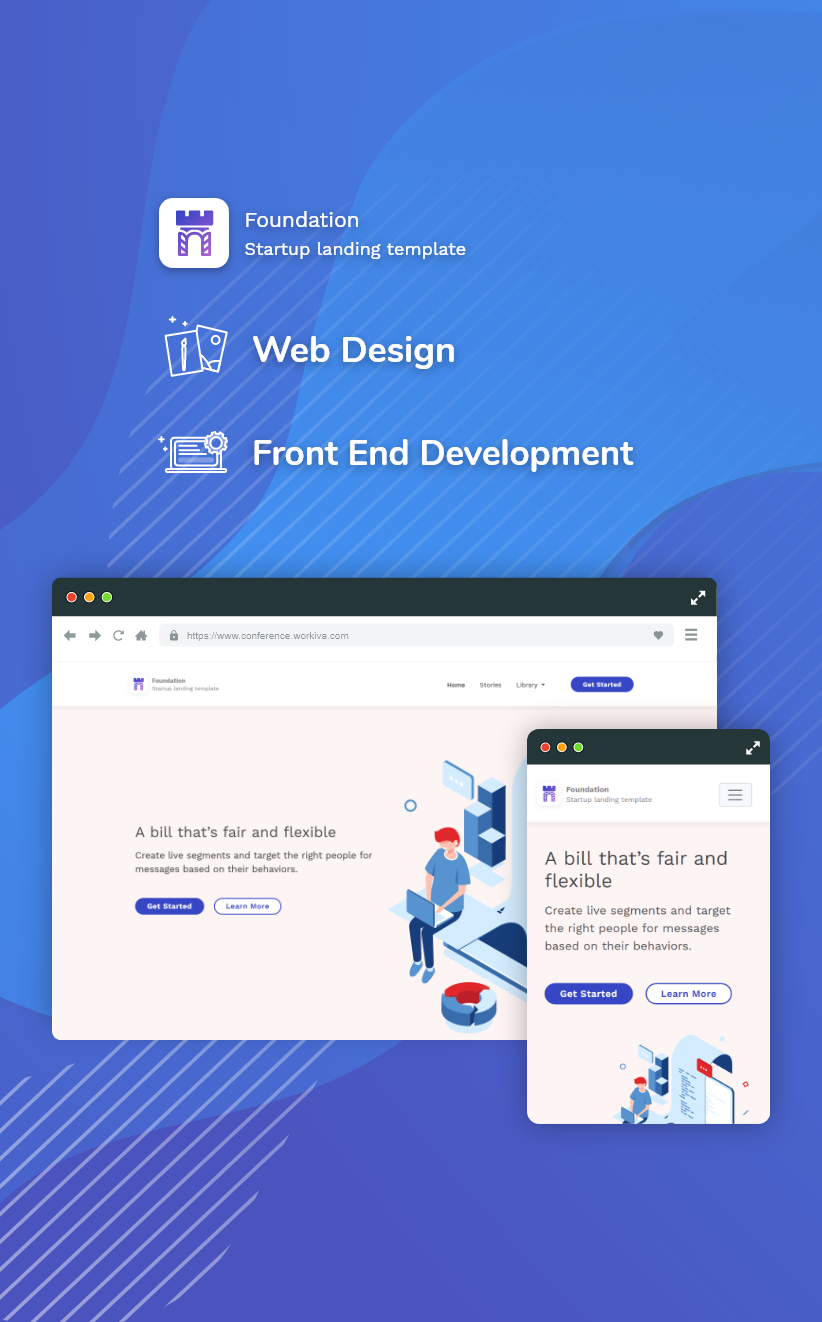 Foundation
Startup landing template
Web Design
Front End Development
https://www.conference.workiva.com
Foundation
Startup landing template
Home Stories Library Get Started
A bill that’s fair and flexible
Create live segments and target the right people for
messages based on their behaviors.
Get Started Learn More
Foundation
Startup landing template
A bill that’s fair and
flexible
Create live segments and target
the right people for messages
based on their behaviors.
Get Started Learn More